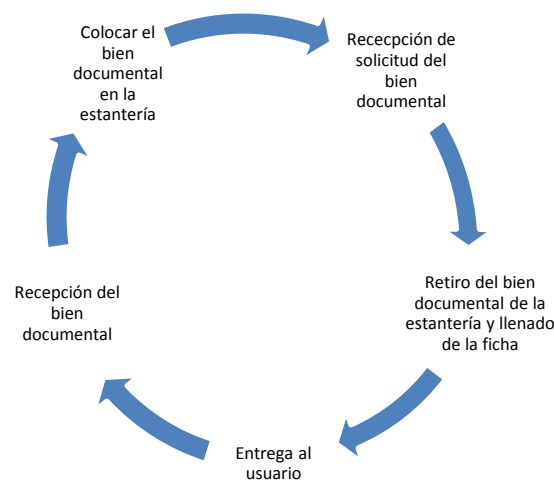 Colocar el
bien
documental
en la
estantería
Rececpción de
solicitud del
bien
documental
Retiro del bien
documental de la
estantería y llenado
de la ficha
Entrega al
usuario
Recepción del
bien
documental